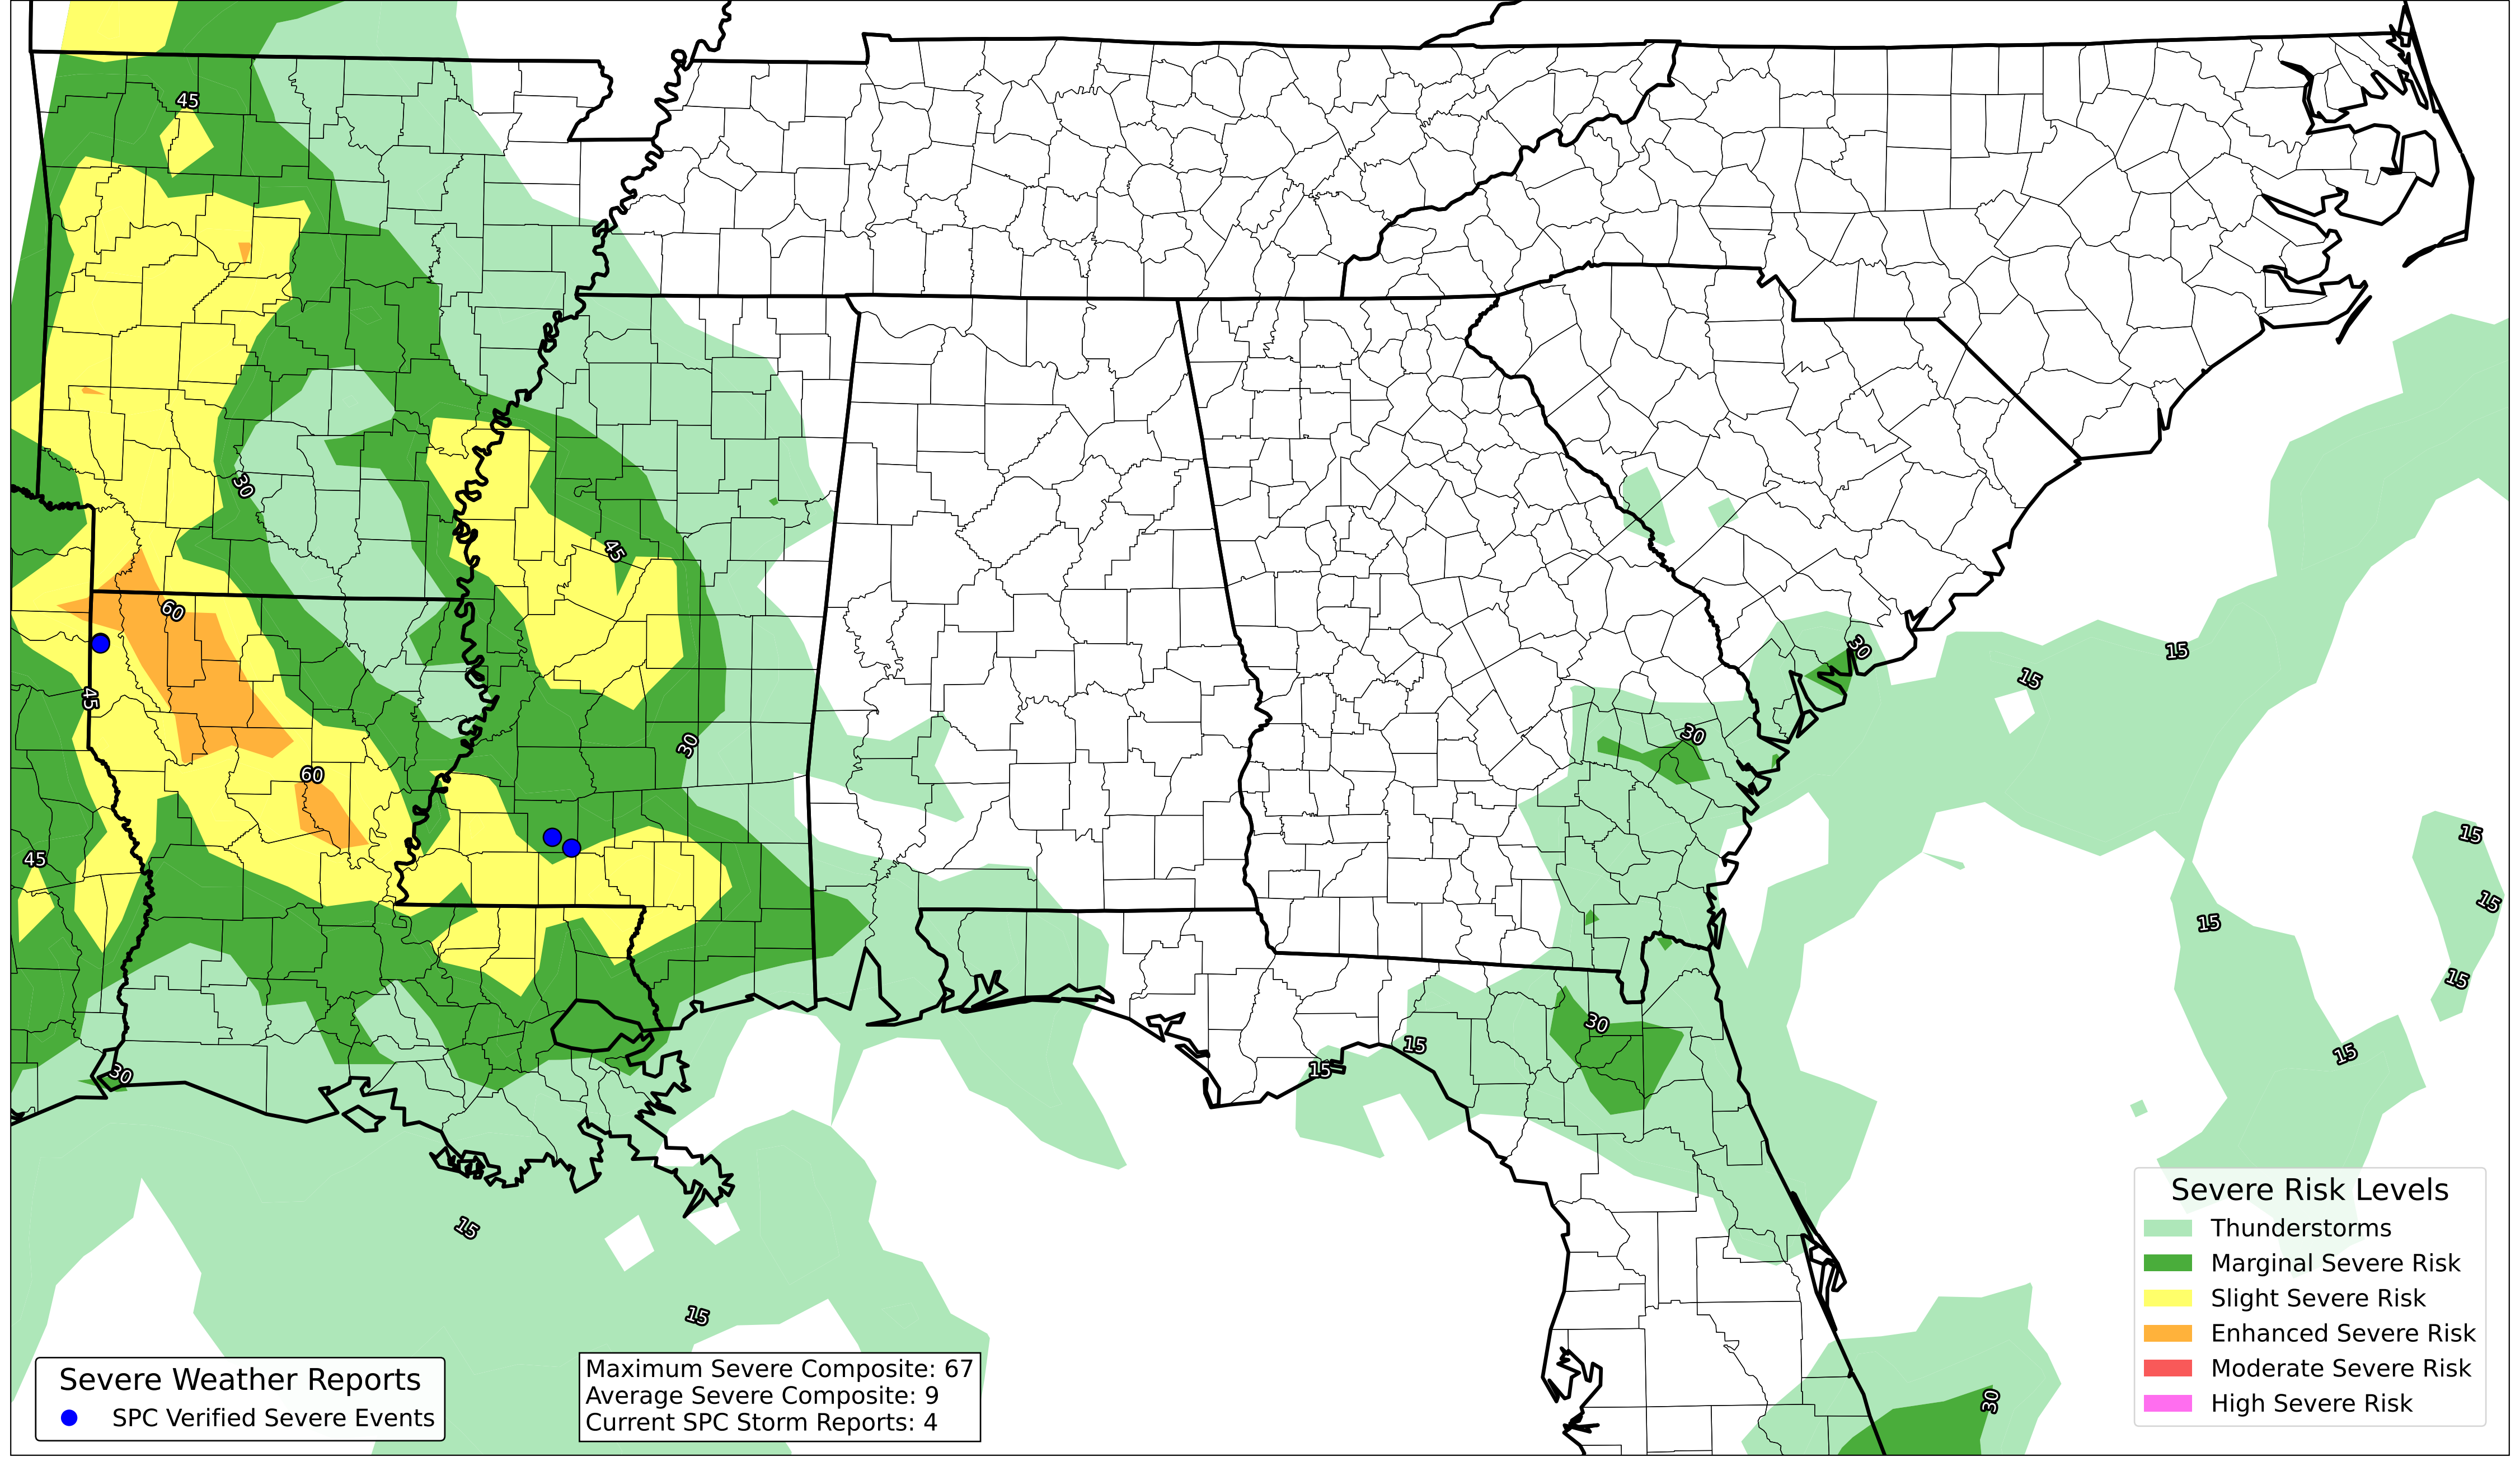 45
30
45
60
45
30
60
45
30
30
30
15
15
15
15
15
15
30
15
15
15
30
15
15
30
Severe Risk Levels
Thunderstorms
Marginal Severe Risk
Slight Severe Risk
Enhanced Severe Risk
Moderate Severe Risk
High Severe Risk
Severe Weather Reports
SPC Verified Severe Events
Maximum Severe Composite: 67
Average Severe Composite: 9
Current SPC Storm Reports: 4